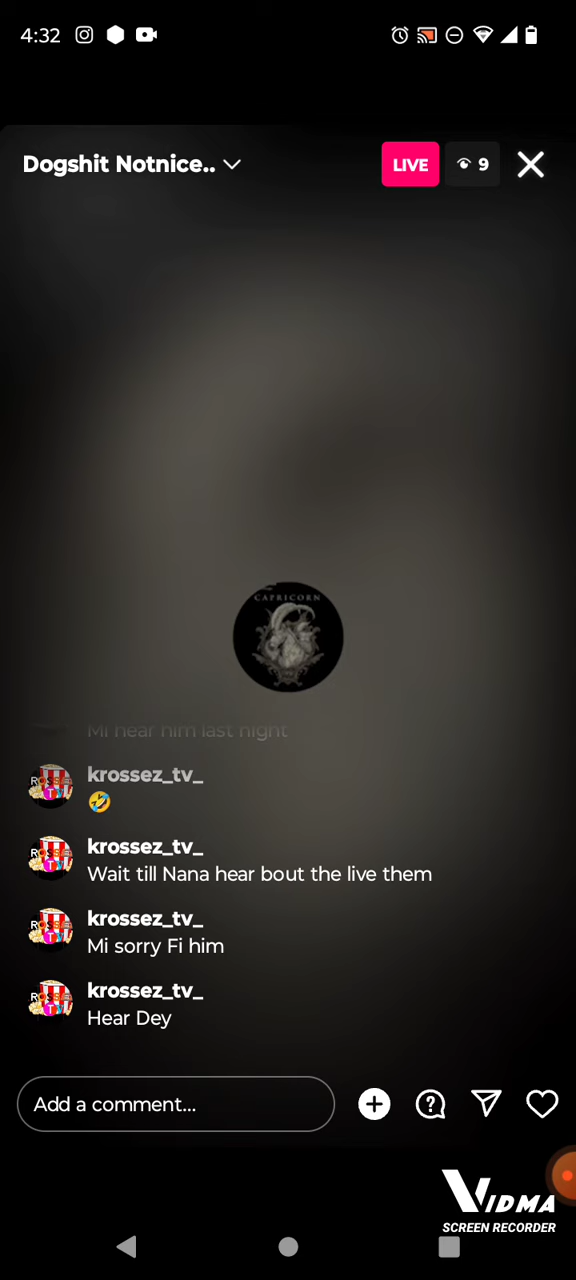 4:32
Dogshit Notnice..
LIVE
9
CAPRICORN
Mi hear him last night
krossez_tv_
🤣
krossez_tv_
Wait till Nana hear bout the live them
krossez_tv_
Mi sorry Fi him
krossez_tv_
Hear Dey
Add a comment...
VIDMA
SCREEN RECORDER